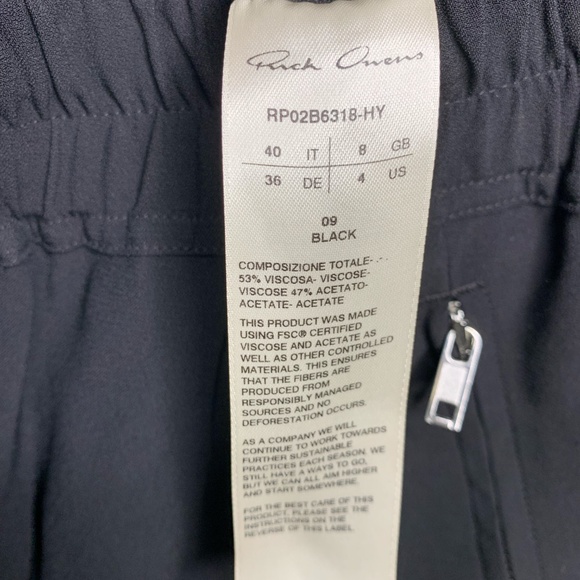 Rick Owens
RP02B6318-HY
40 IT 8 GB
36 DE 4 US
09
BLACK
COMPOSIZIONE TOTALE- -
53% VISCOSA- VISCOSE-
VISCOSE 47% ACETATO-
ACETATE- ACETATE
THIS PRODUCT WAS MADE
USING FSC® CERTIFIED
VISCOSE AND ACETATE AS
WELL AS OTHER CONTROLLED
MATERIALS. THIS ENSURES
THAT THE FIBERS ARE
PRODUCED FROM
RESPONSIBLY MANAGED
SOURCES AND NO
DEFORESTATION OCCURS.
AS A COMPANY WE WILL
CONTINUE TO WORK TOWARDS
FURTHER SUSTAINABLE
PRACTICES EACH SEASON. WE
STILL HAVE A WAYS TO GO,
BUT WE CAN ALL AIM HIGHER
AND START SOMEWHERE.
FOR THE BEST CARE OF THIS
PRODUCT, PLEASE SEE THE
INSTRUCTIONS ON THE
REVERSE OF THIS LABEL.